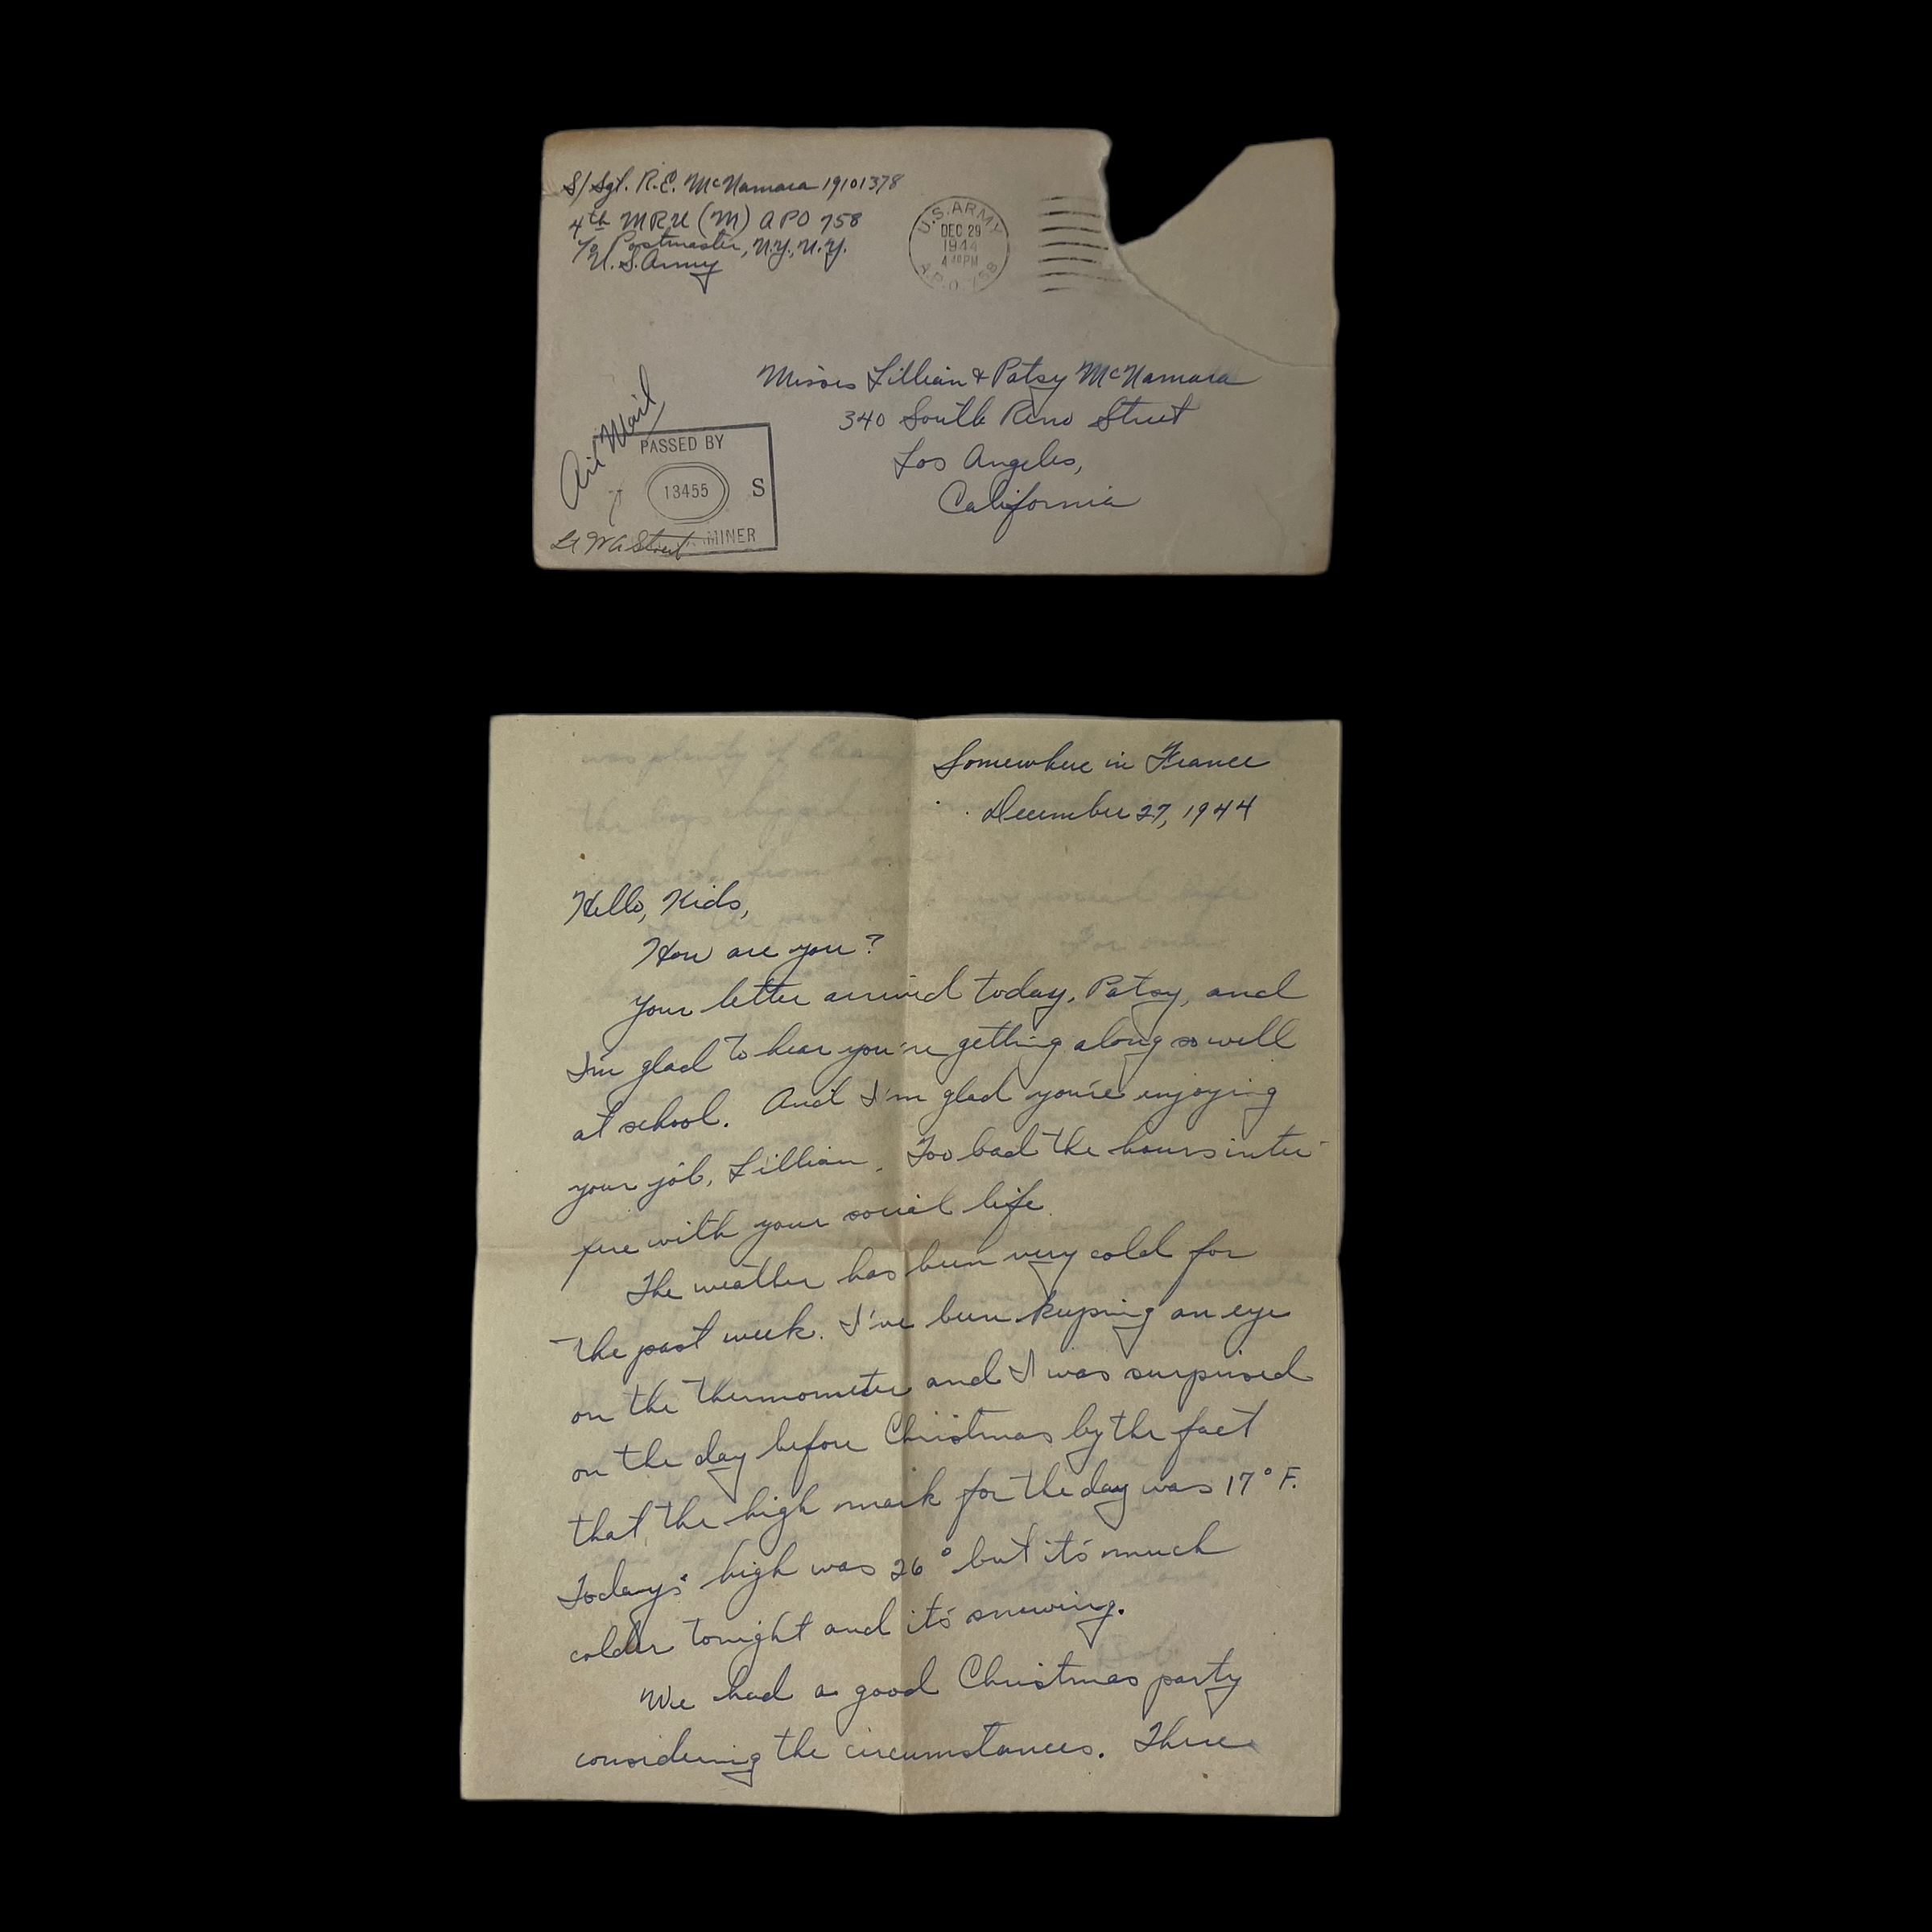 S/Sgt. R.E. McNamara 19101378
4th MRU (M) APO 758
c/o Postmaster, N.Y., N.Y.
U.S. Army
U.S. ARMY
DEC 29
1944
4 PM
A.P.O. 758
Misses Lillian & Patsy McNamara
340 South Reno Street
Los Angeles,
California
Air Mail
PASSED BY
13455 S
MINER
Somewhere in France
December 27, 1944
Hello, Kids,
How are you?
Your letter arrived today, Patsy, and
I'm glad to hear you're getting along so well
at school. And I'm glad you're enjoying
your job, Lillian. Too bad the hours inter-
fere with your social life.
The weather has been very cold for
the past week. I've been keeping an eye
on the thermometer and I was surprised
on the day before Christmas by the fact
that the high mark for the day was 17° F.
Todays' high was 26° but it's much
colder tonight and it's snowing.
We had a good Christmas party
considering the circumstances. There